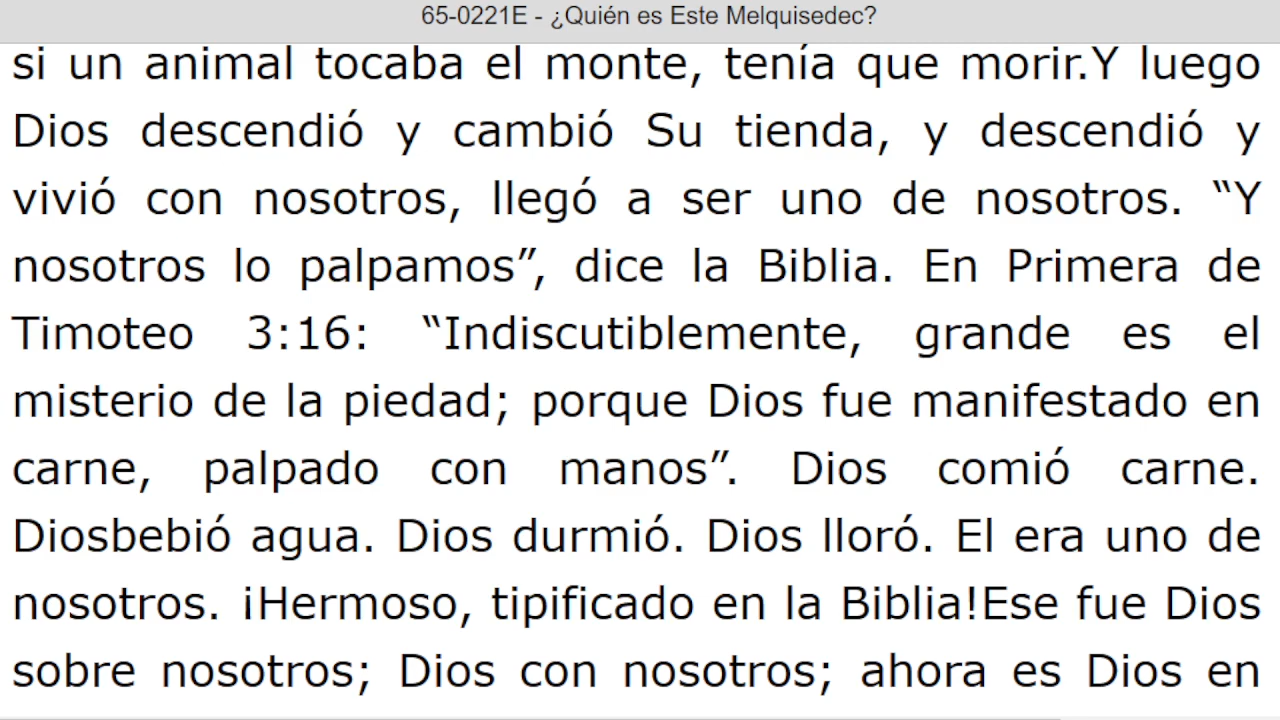 65-0221E - ¿Quién es Este Melquisedec?
si un animal tocaba el monte, tenía que morir.Y luego
Dios descendió y cambió Su tienda, y descendió y
vivió con nosotros, llegó a ser uno de nosotros. “Y
nosotros lo palpamos”, dice la Biblia. En Primera de
Timoteo 3:16: “Indiscutiblemente, grande es el
misterio de la piedad; porque Dios fue manifestado en
carne, palpado con manos”. Dios comió carne.
Diosbebió agua. Dios durmió. Dios lloró. El era uno de
nosotros. ¡Hermoso, tipificado en la Biblia!Ese fue Dios
sobre nosotros; Dios con nosotros; ahora es Dios en